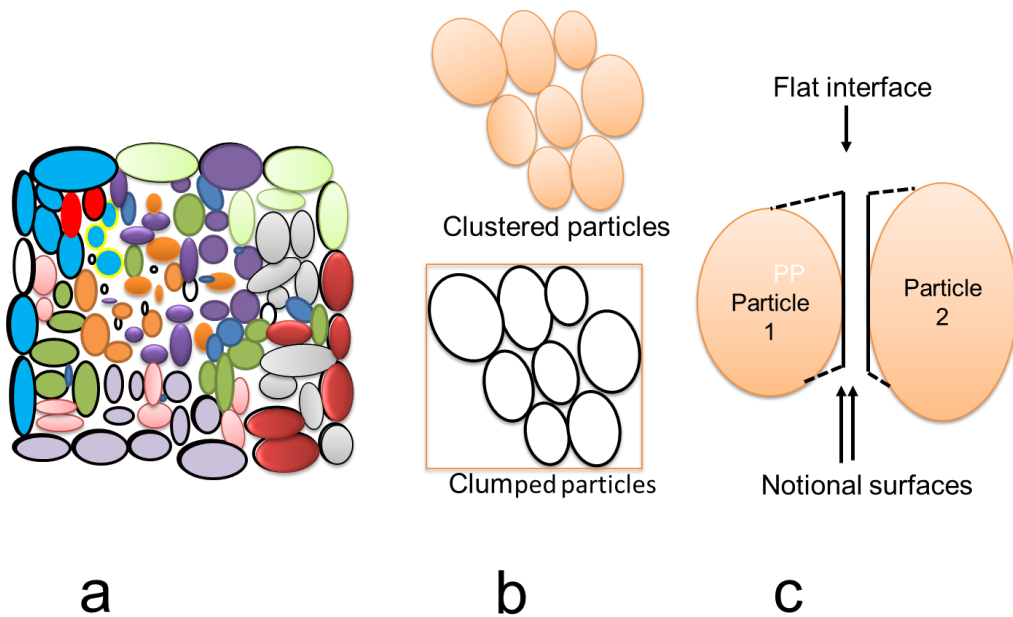 Clustered particles
Clumped particles
Flat interface
PP
Particle
1
Particle
2
Notional surfaces
a
b
c